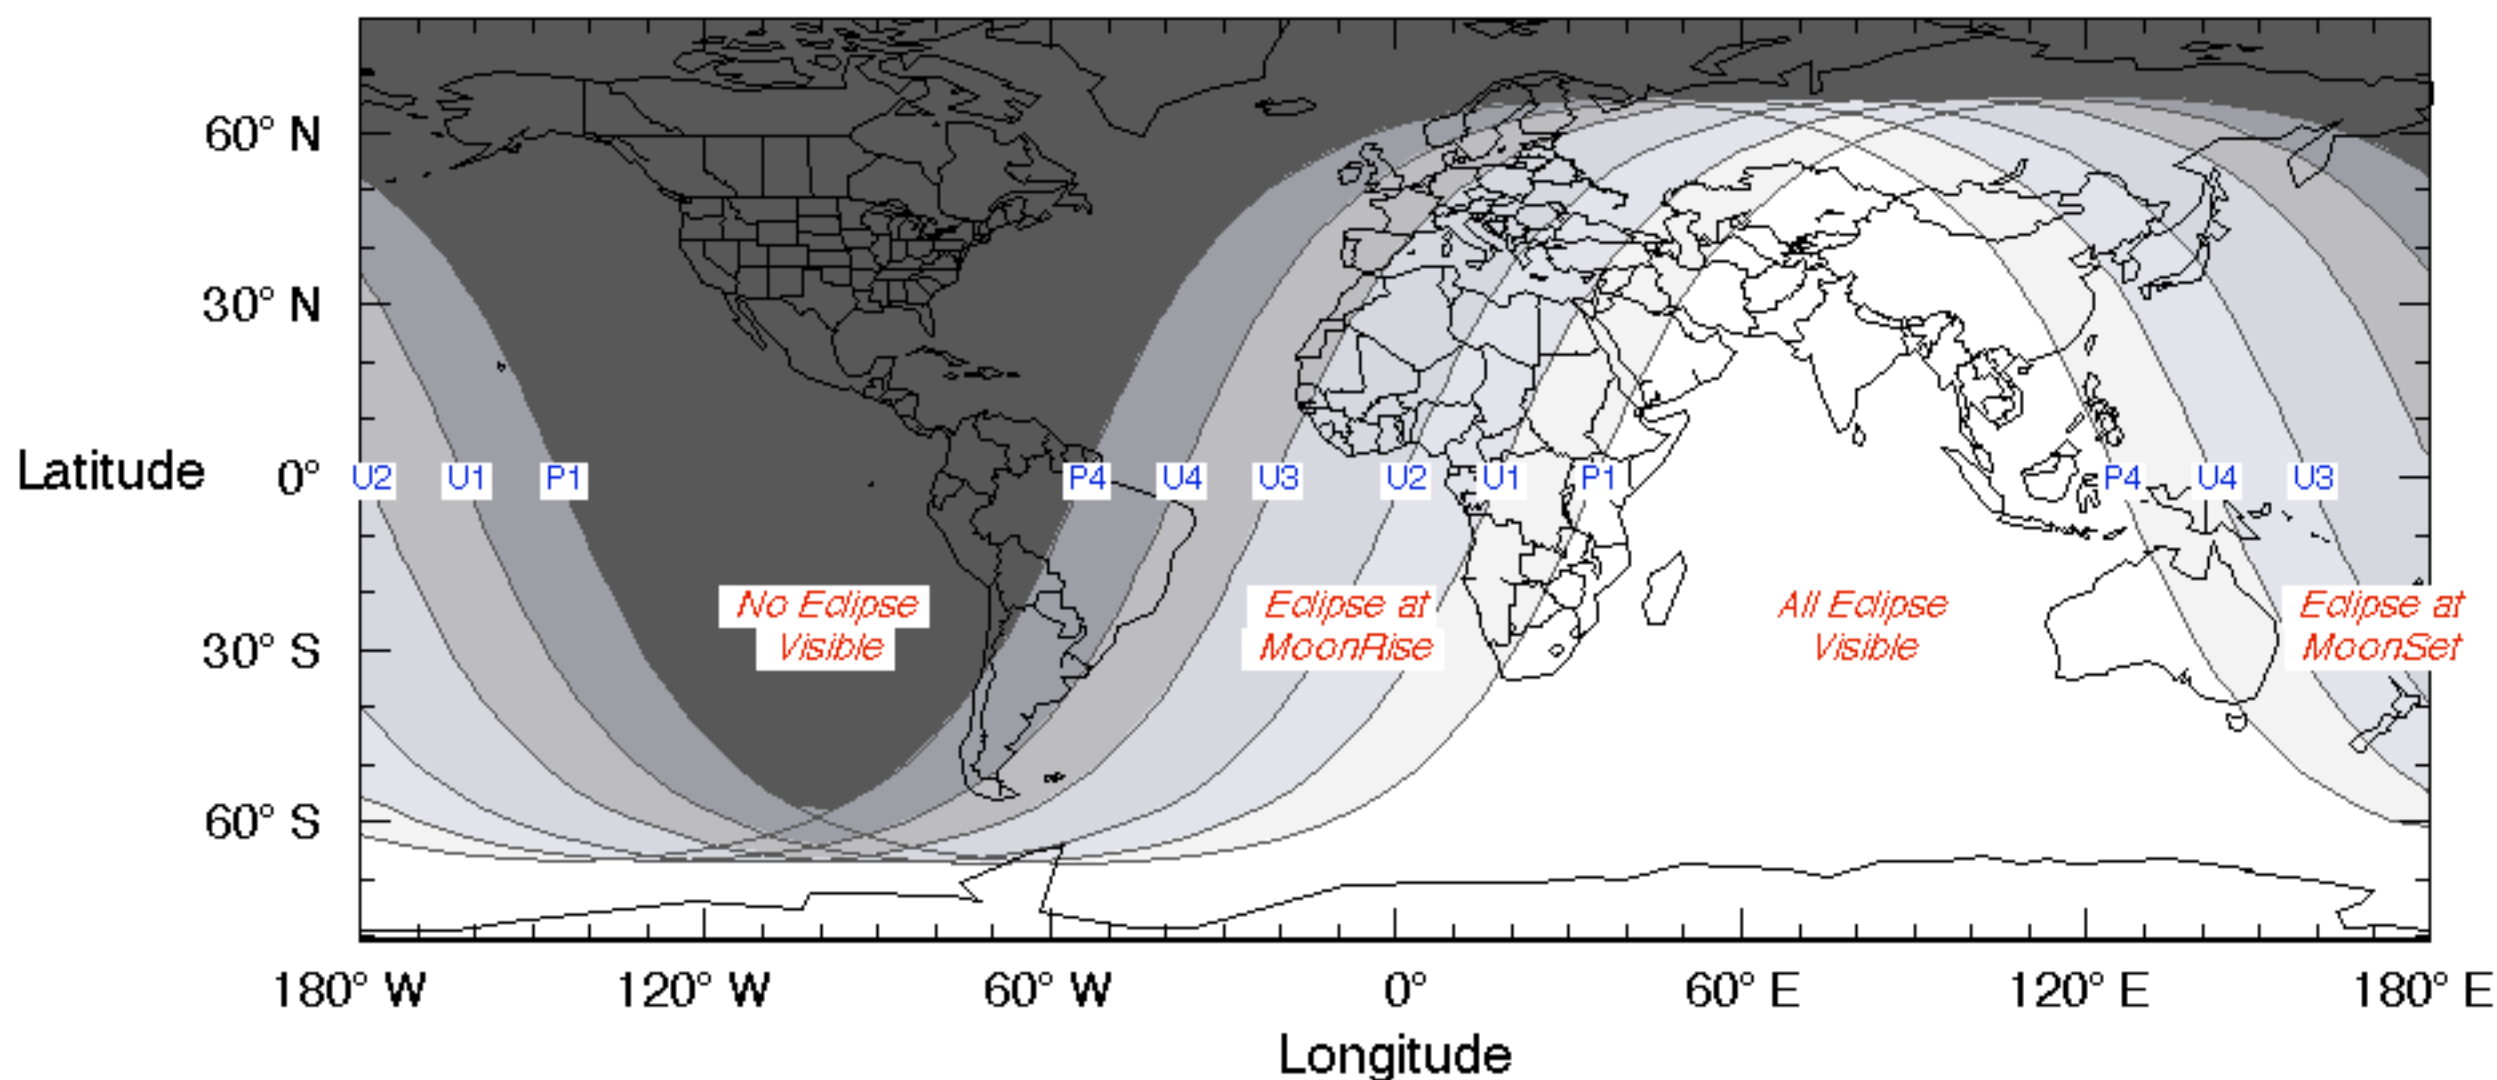 60° N
30° N
Latitude 0°
30° S
60° S
U2 U1 P1 P4 U4 U3 U2 U1 P1 P4 U4 U3
No Eclipse
Visible
Eclipse at
MoonRise
All Eclipse
Visible
Eclipse at
MoonSet
180° W 120° W 60° W 0° 60° E 120° E 180° E
Longitude